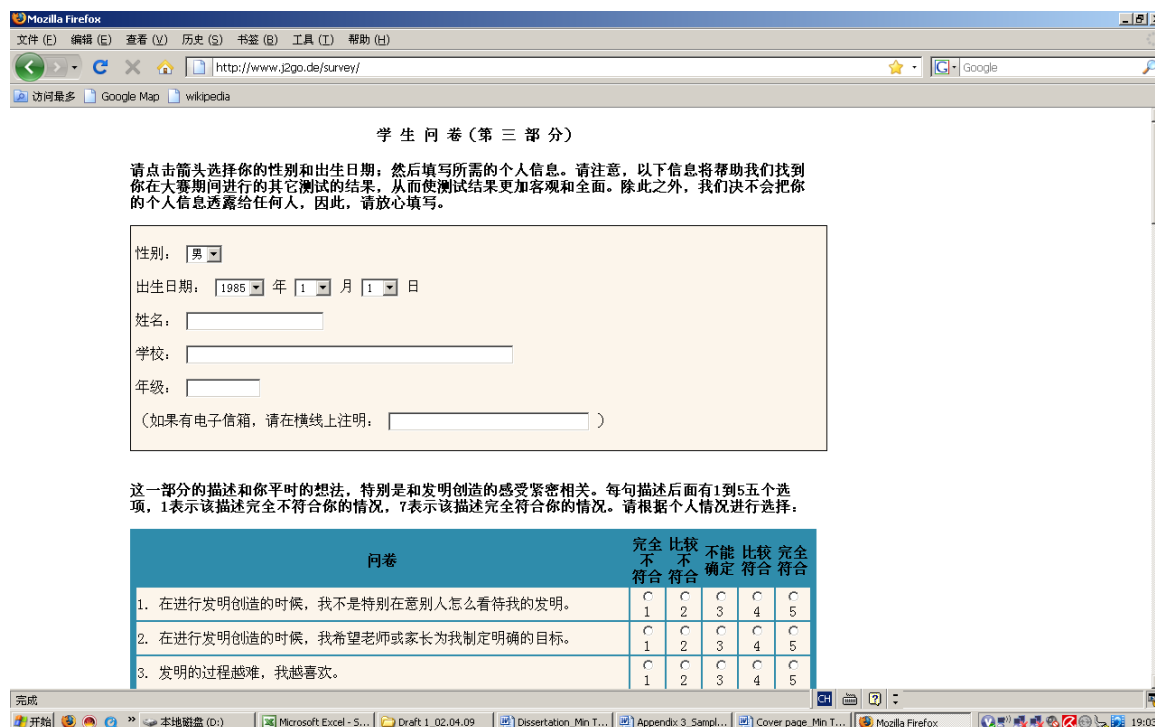 Mozilla Firefox
文件(F) 编辑(E) 查看(V) 历史(S) 书签(B) 工具(T) 帮助(H)
http://www.j2go.de/survey/
Google
访问最多 Google Map wikipedia
学 生 问 卷(第 三 部 分)
请点击箭头选择你的性别和出生日期；然后填写所需的个人信息。请注意，以下信息将帮助我们找到
你在大赛期间进行的其它测试的结果，从而使测试结果更加客观和全面。除此之外，我们决不会把你
的个人信息透露给任何人，因此，请放心填写。
性别： 男
出生日期： 1985 年 1 月 1 日
姓名：
学校：
年级：
（如果有电子信箱，请在横线上注明： ）
这一部分的描述和你平时的想法，特别是和发明创造的感受紧密相关。每句描述后面有1到5五个选
项，1表示该描述完全不符合你的情况，7表示该描述完全符合你的情况。请根据个人情况进行选择：
问卷 完全不符合 比较不符合 不能确定 比较符合 完全符合
1. 在进行发明创造的时候，我不是特别在意别人怎么看待我的发明。 1 2 3 4 5
2. 在进行发明创造的时候，我希望老师或家长为我制定明确的目标。 1 2 3 4 5
3. 发明的过程越难，我越喜欢。 1 2 3 4 5
完成 CH
开始 » 本地磁盘 (D:) Microsoft Excel - S... Draft 1_02.04.09 Dissertation_Min T... Appendix 3_Sampl... Cover page_Min T... Mozilla Firefox 19:03